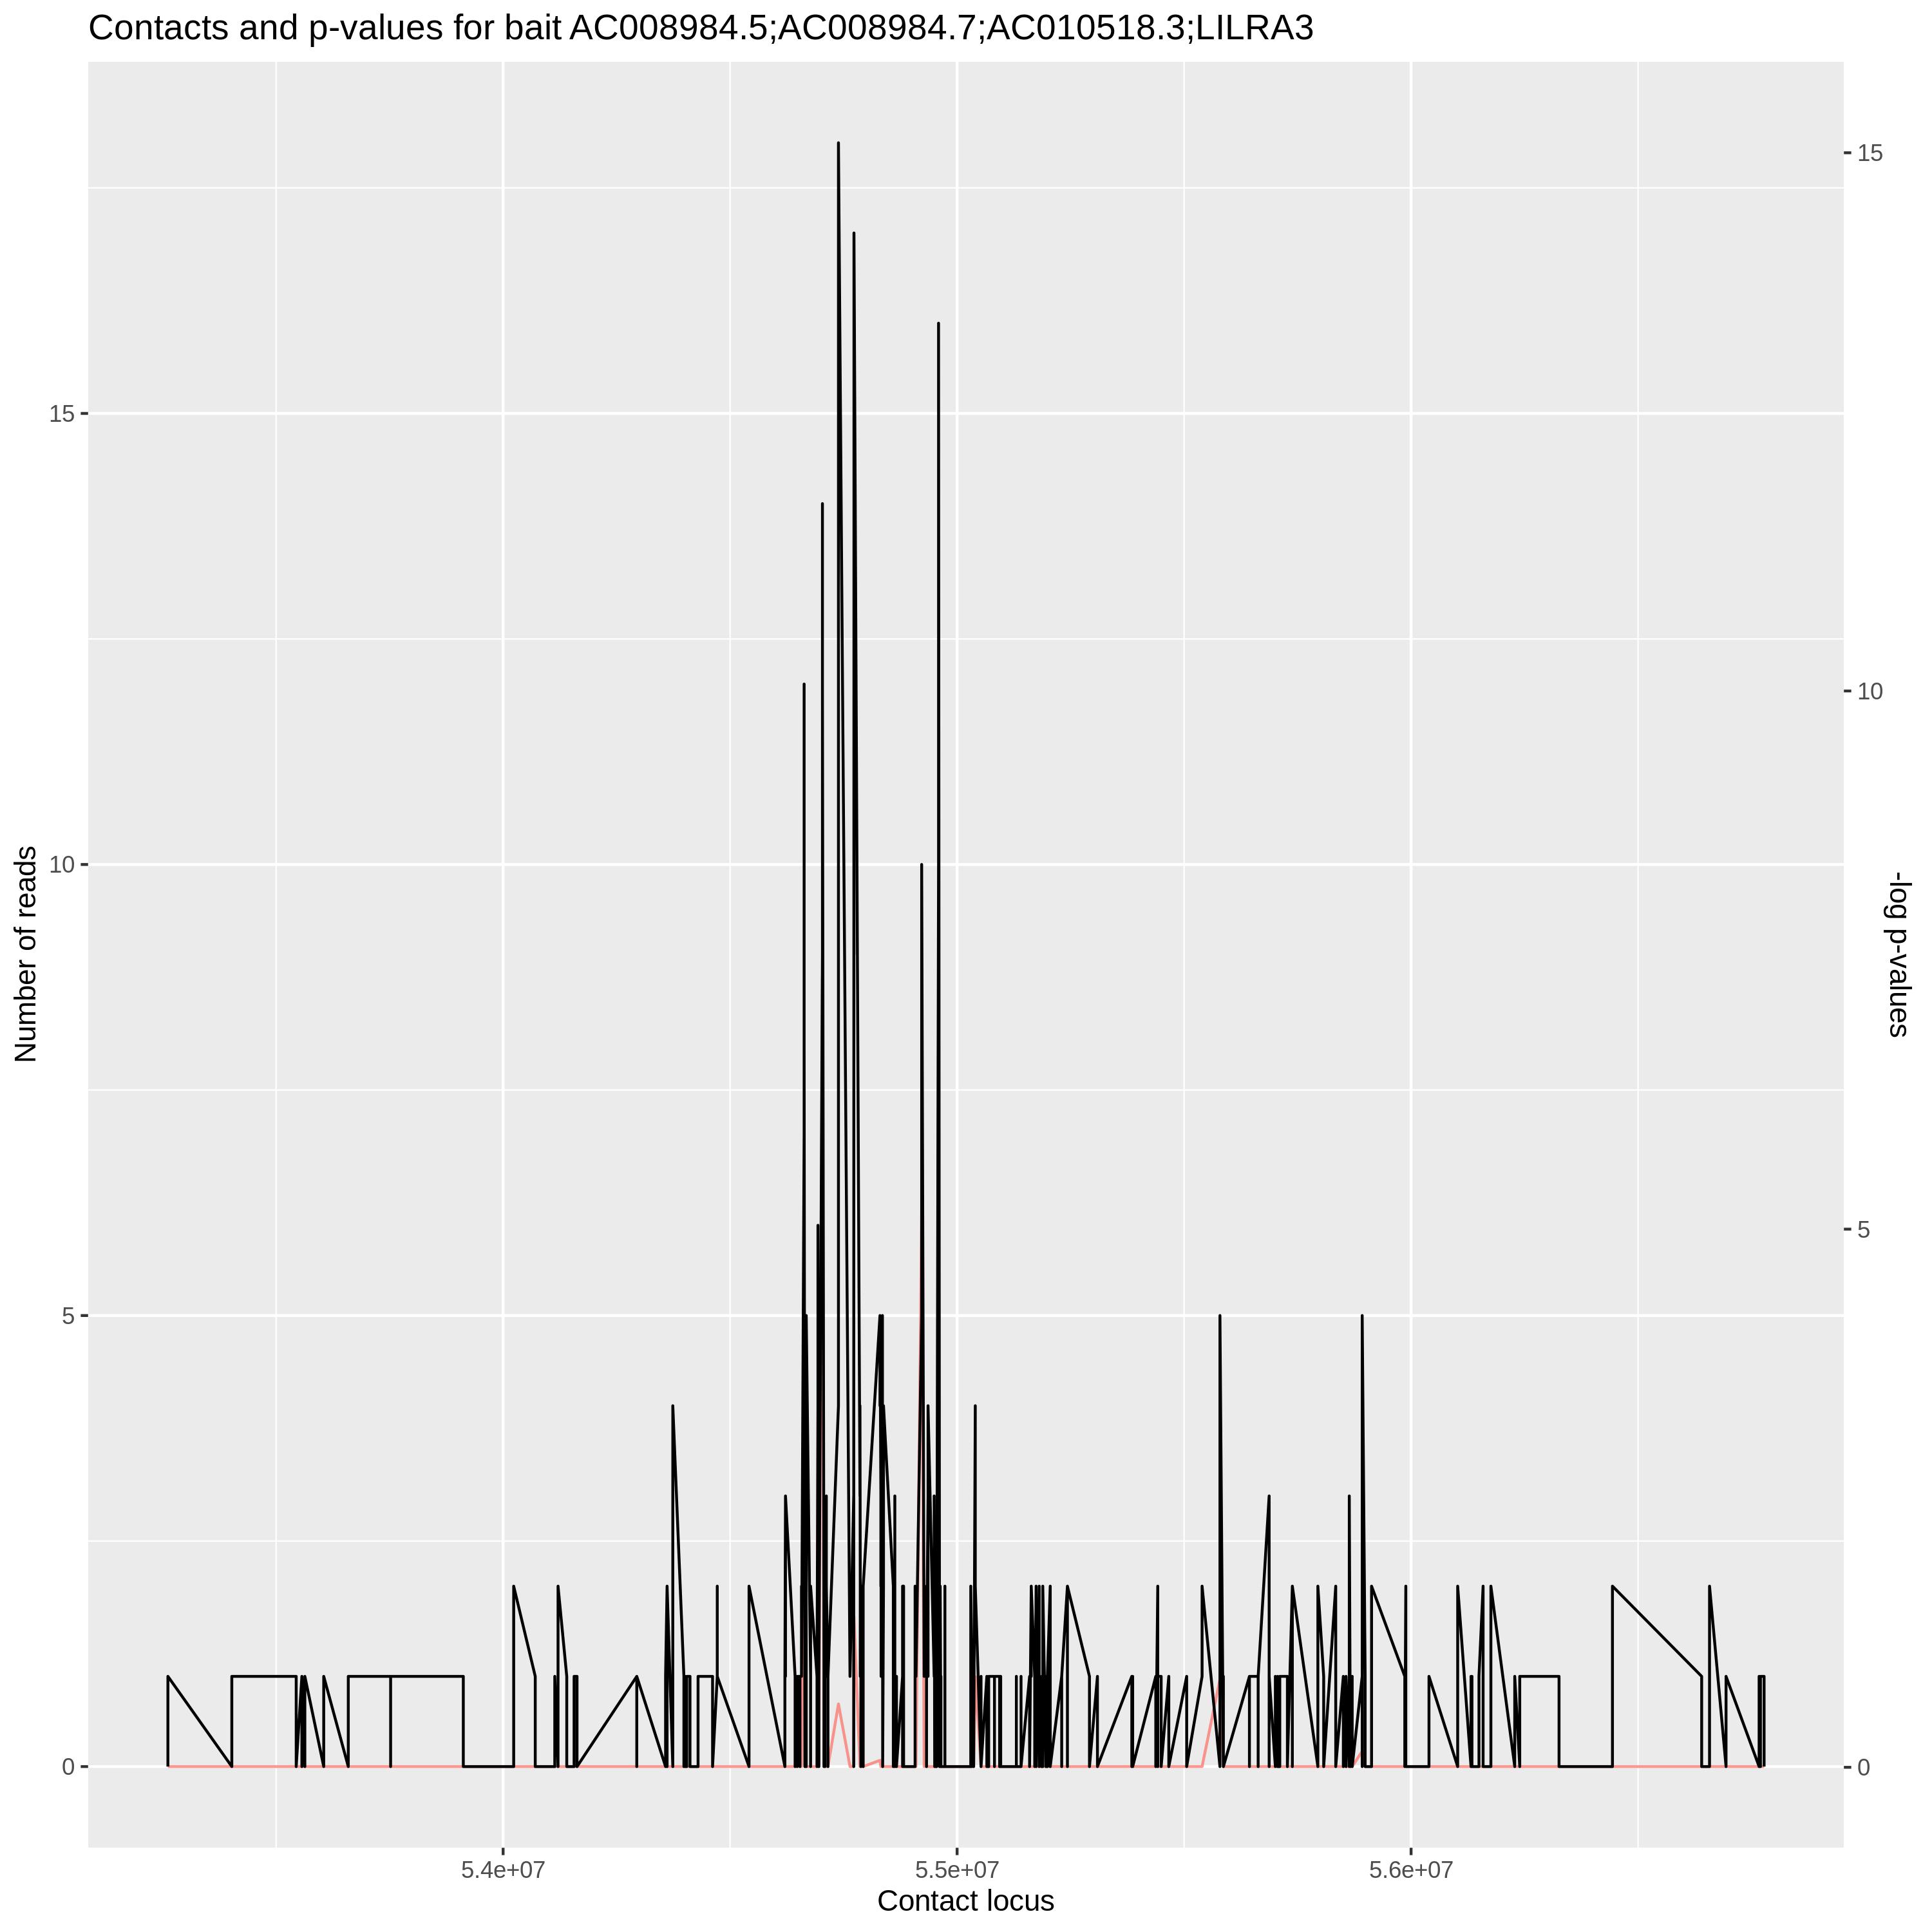 Contacts and p-values for bait AC008984.5;AC008984.7;AC010518.3;LILRA3
Number of reads
15
10
5
0
15
10
5
0
-log p-values
5.4e+07
5.5e+07
5.6e+07
Contact locus